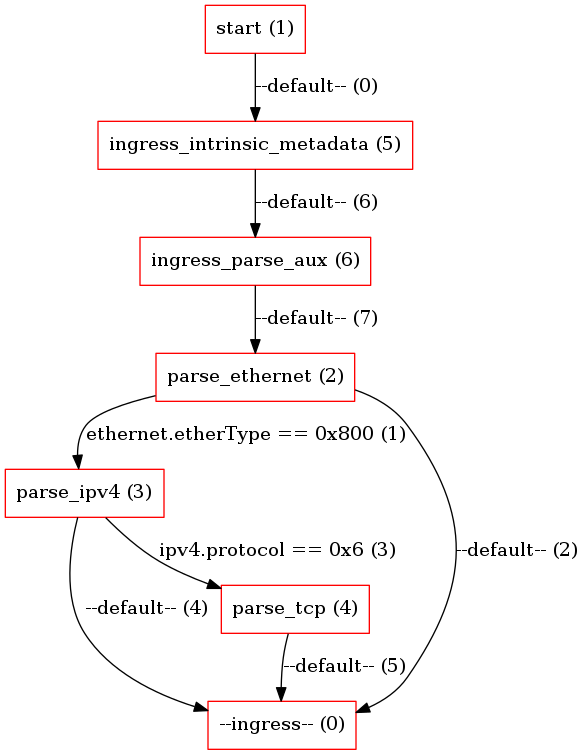 start (1)
--default-- (0)
ingress_intrinsic_metadata (5)
--default-- (6)
ingress_parse_aux (6)
--default-- (7)
parse_ethernet (2)
ethernet.etherType == 0x800 (1)
parse_ipv4 (3)
ipv4.protocol == 0x6 (3)
--default-- (2)
--default-- (4)
parse_tcp (4)
--default-- (5)
--ingress-- (0)